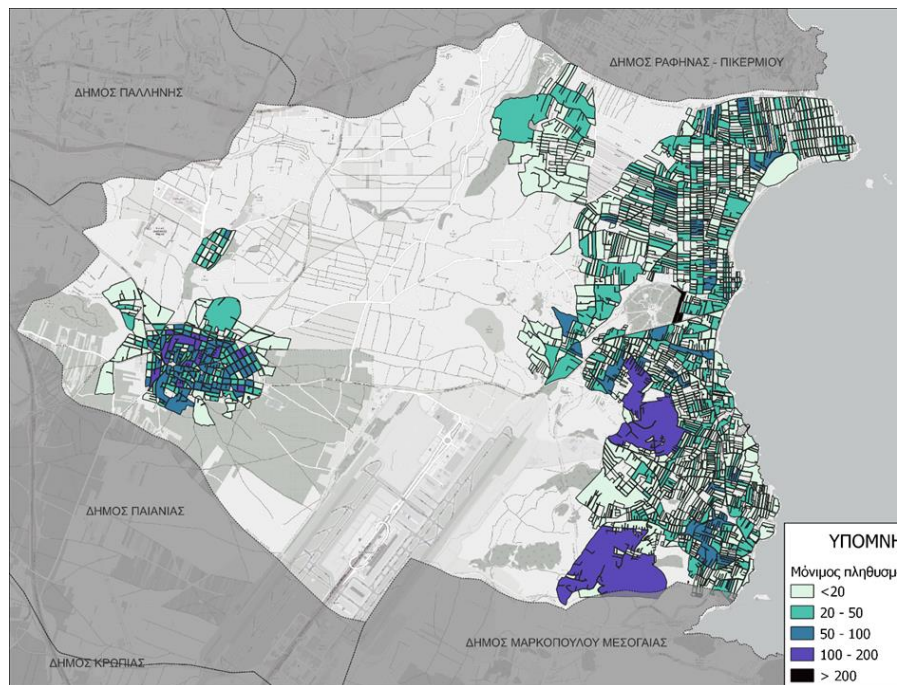 ΔΗΜΟΣ ΡΑΦΗΝΑΣ - ΠΙΚΕΡΜΙΟΥ
ΔΗΜΟΣ ΠΑΛΛΗΝΗΣ
ΔΗΜΟΣ ΠΑΙΑΝΙΑΣ
ΔΗΜΟΣ ΜΑΡΚΟΠΟΥΛΟΥ ΜΕΣΟΓΑΙΑΣ
ΔΗΜΟΣ ΚΡΩΠΙΑΣ
ΥΠΟΜΝΗ
Μόνιμος πληθυσμ
<20
20 - 50
50 - 100
100 - 200
> 200